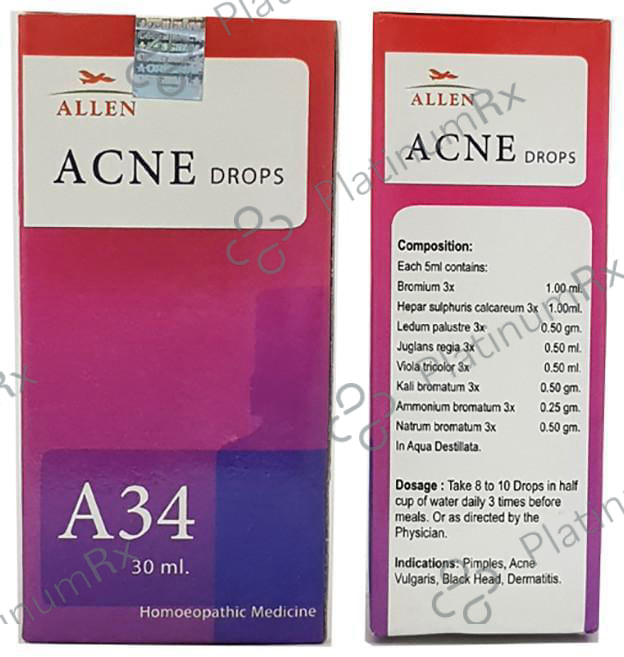 ALLEN
ACNE DROPS
A34
30 ml.
Homoeopathic Medicine
ALLEN
ACNE DROPS
Composition:
Each 5ml contains:
Bromium 3x 1.00 ml.
Hepar sulphuris calcareum 3x 1.00ml.
Ledum palustre 3x 0.50 gm.
Juglans regia 3x 0.50 ml.
Viola tricolor 3x 0.50 ml.
Kali bromatum 3x 0.50 gm.
Ammonium bromatum 3x 0.25 gm.
Natrum bromatum 3x 0.50 gm.
In Aqua Destillata.
Dosage : Take 8 to 10 Drops in half
cup of water daily 3 times before
meals. Or as directed by the
Physician.
Indications: Pimples, Acne
Vulgaris, Black Head, Dermatitis.
PlatinumRx
PlatinumRx
PlatinumRx